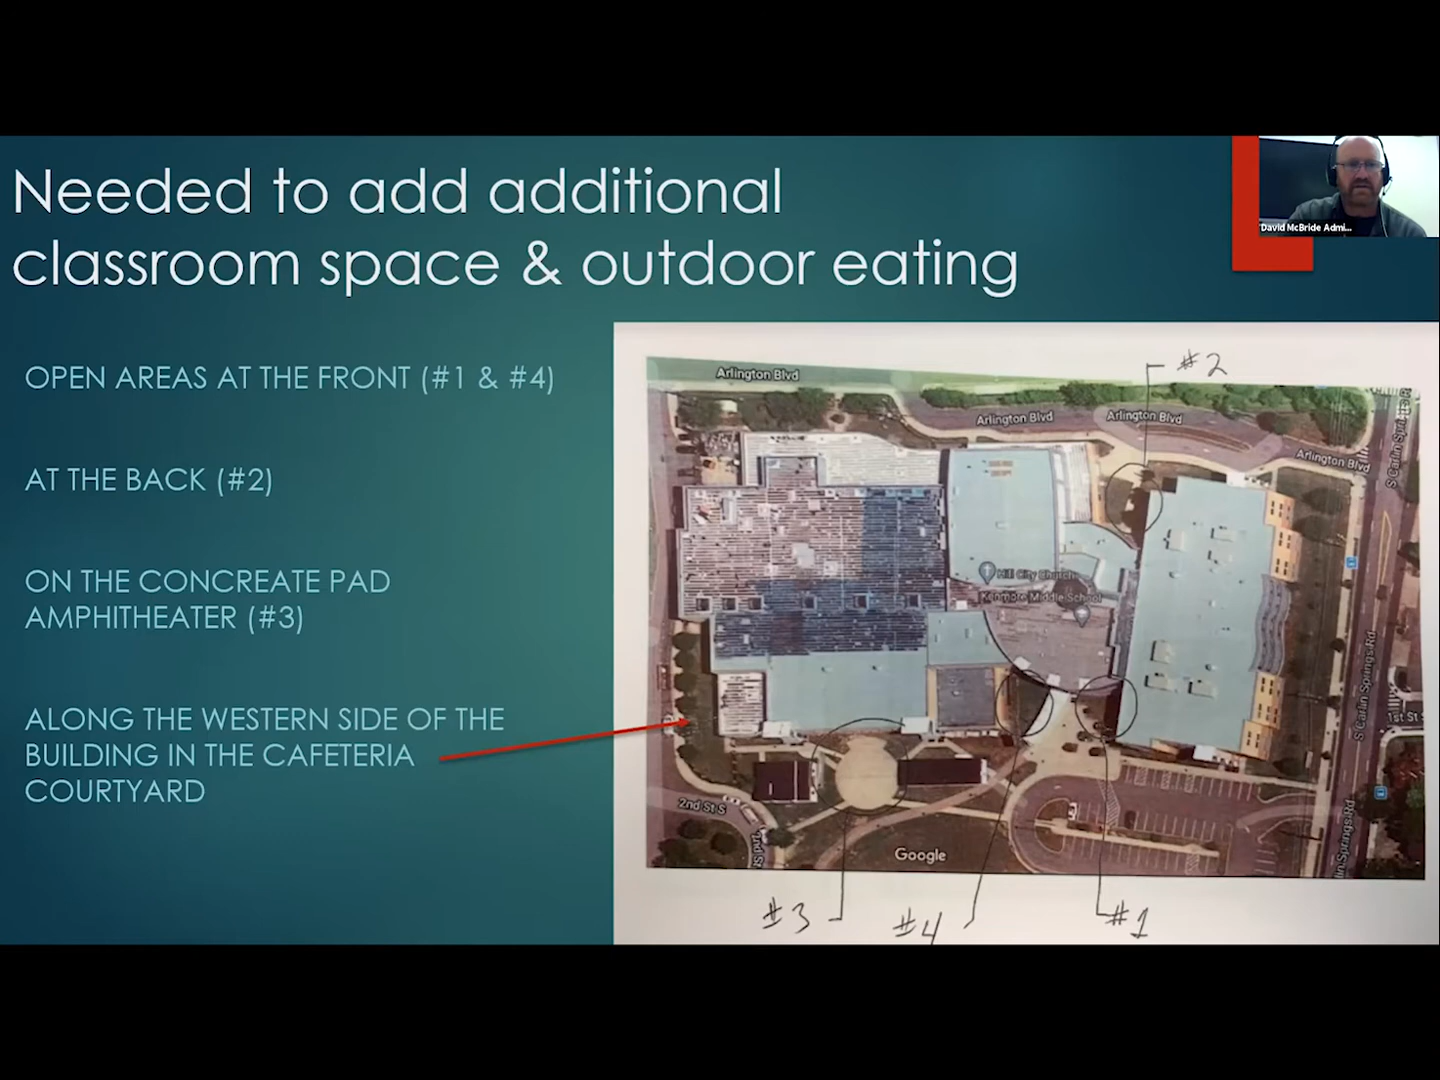 Needed to add additional
classroom space & outdoor eating
David McBride Admi...
OPEN AREAS AT THE FRONT (#1 & #4)
AT THE BACK (#2)
ON THE CONCREATE PAD
AMPHITHEATER (#3)
ALONG THE WESTERN SIDE OF THE
BUILDING IN THE CAFETERIA
COURTYARD
#2
Arlington Blvd
Arlington Blvd
Arlington Blvd
Arlington Blvd
Hill City Church
Kenmore Middle School
S Carlin Springs Rd
1st St S
2nd St S
Google
#3
#4
#1